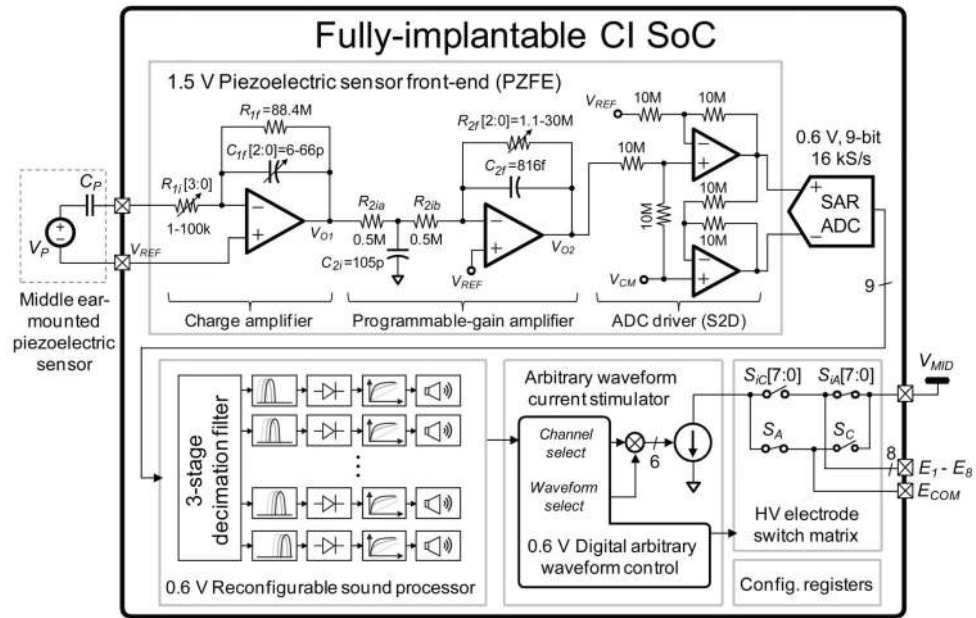 Fully-implantable CI SoC
1.5 V Piezoelectric sensor front-end (PZFE)
R1f=88.4M
C1f[2:0]=6-66p
R1i [3:0]
1-100k
CP
VP
VREF
VO1
Middle ear-
mounted
piezoelectric
sensor
Charge amplifier
R2ia
0.5M
R2ib
0.5M
C2i=105p
R2f [2:0]=1.1-30M
C2f=816f
VREF
VO2
Programmable-gain amplifier
VREF
10M
10M
10M
10M
10M
10M
VCM
ADC driver (S2D)
0.6 V, 9-bit
16 kS/s
SAR
ADC
9
3-stage
decimation filter
0.6 V Reconfigurable sound processor
Arbitrary waveform
current stimulator
Channel
select
Waveform
select
6
0.6 V Digital arbitrary
waveform control
SiC[7:0]
SiA[7:0]
SA
SC
HV electrode
switch matrix
Config. registers
VMID
8
E1 - E8
ECOM